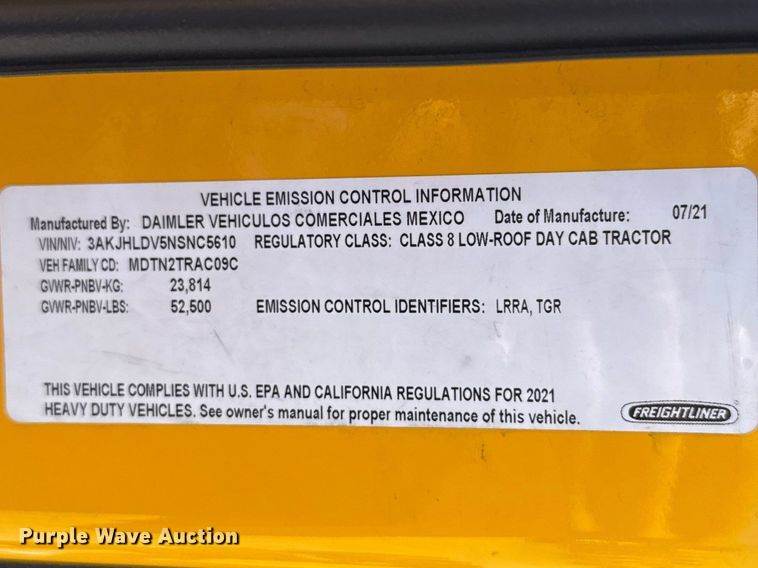 VEHICLE EMISSION CONTROL INFORMATION
Manufactured By: DAIMLER VEHICULOS COMERCIALES MEXICO Date of Manufacture: 07/21
VIN/NIV: 3AKJHLDV5NSNC5610 REGULATORY CLASS: CLASS 8 LOW-ROOF DAY CAB TRACTOR
VEH FAMILY CD: MDTN2TRAC09C
GVWR-PNBV-KG: 23,814
GVWR-PNBV-LBS: 52,500 EMISSION CONTROL IDENTIFIERS: LRRA, TGR
THIS VEHICLE COMPLIES WITH U.S. EPA AND CALIFORNIA REGULATIONS FOR 2021
HEAVY DUTY VEHICLES. See owner's manual for proper maintenance of this vehicle.
FREIGHTLINER
Purple Wave Auction